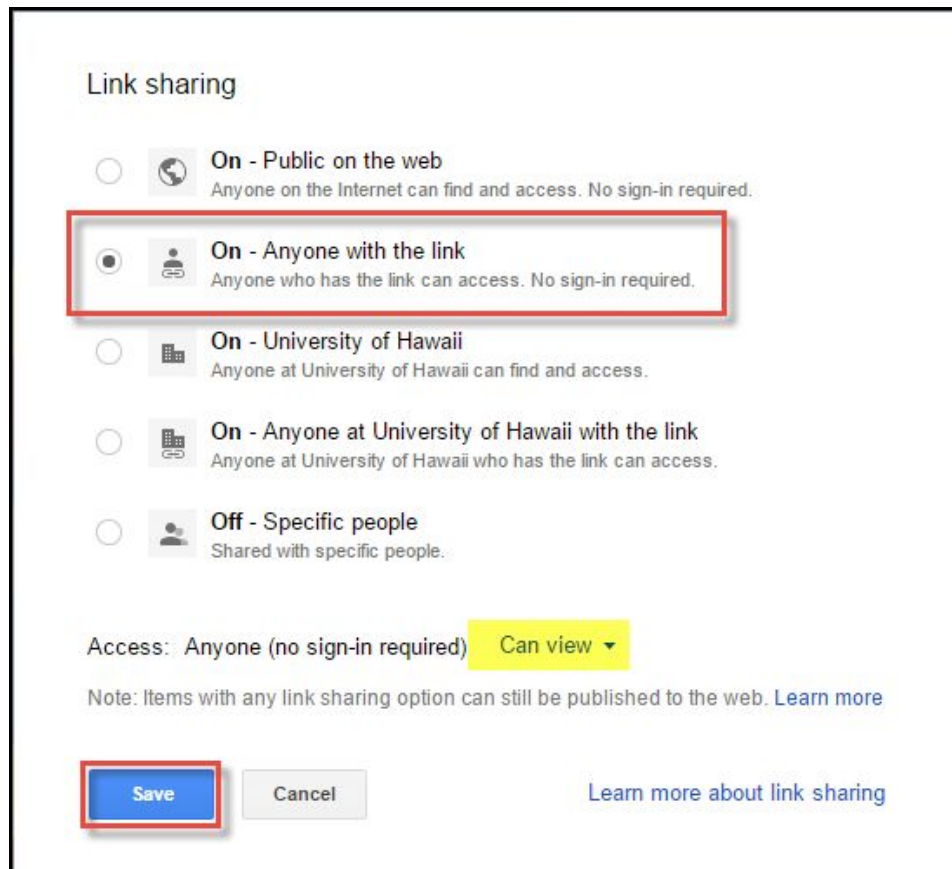 Link sharing
On - Public on the web
Anyone on the Internet can find and access. No sign-in required.
On - Anyone with the link
Anyone who has the link can access. No sign-in required.
On - University of Hawaii
Anyone at University of Hawaii can find and access.
On - Anyone at University of Hawaii with the link
Anyone at University of Hawaii who has the link can access.
Off - Specific people
Shared with specific people.
Access: Anyone (no sign-in required) Can view
Note: Items with any link sharing option can still be published to the web. Learn more
Save Cancel Learn more about link sharing